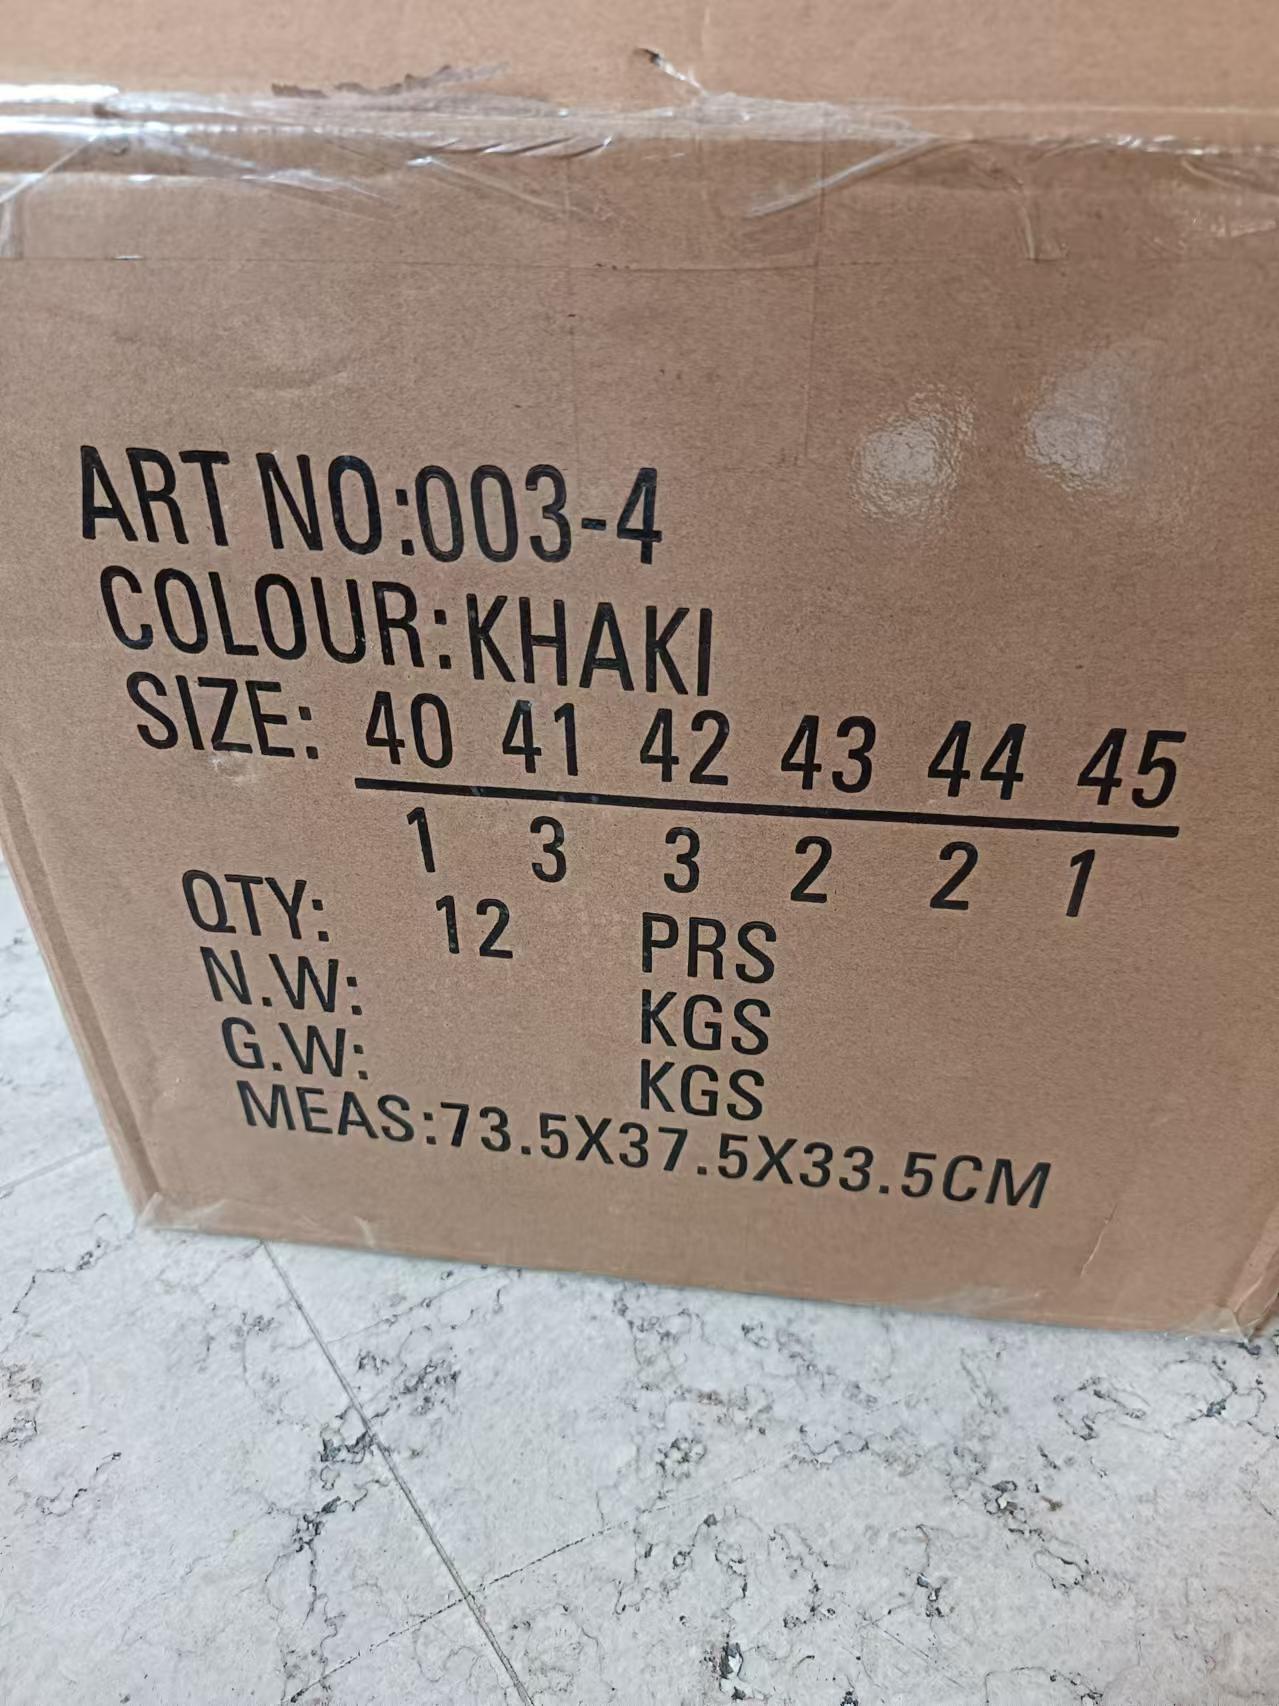 ART NO:003-4
COLOUR:KHAKI
SIZE: 40 41 42 43 44 45
1 3 3 2 2 1
QTY: 12 PRS
N.W: KGS
G.W: KGS
MEAS:73.5X37.5X33.5CM